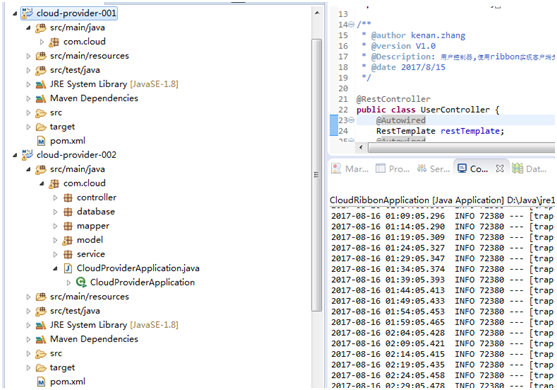 cloud-provider-001
src/main/java
com.cloud
src/main/resources
src/test/java
JRE System Library [JavaSE-1.8]
Maven Dependencies
src
target
pom.xml
cloud-provider-002
src/main/java
com.cloud
controller
database
mapper
model
service
CloudProviderApplication.java
CloudProviderApplication
src/main/resources
src/test/java
JRE System Library [JavaSE-1.8]
Maven Dependencies
src
target
pom.xml
13
14
15 /**
16 * @author kenan.zhang
17 * @version V1.0
18 * @Description: 用户控制器,使用ribbon实现客户端
19 * @date 2017/8/15
20 */
21
22 @RestController
22 public class UserController {
23 @Autowired
24 RestTemplate restTemplate;
25 @Autowired
Mar...
Pro...
Ser...
Co...
Dat...
CloudRibbonApplication [Java Application] D:\Java\jre1
2017-08-16 01:09:05.296 INFO 72380 --- [trap
2017-08-16 01:14:05.290 INFO 72380 --- [trap
2017-08-16 01:19:05.309 INFO 72380 --- [trap
2017-08-16 01:24:05.327 INFO 72380 --- [trap
2017-08-16 01:29:05.347 INFO 72380 --- [trap
2017-08-16 01:34:05.374 INFO 72380 --- [trap
2017-08-16 01:39:05.393 INFO 72380 --- [trap
2017-08-16 01:44:05.413 INFO 72380 --- [trap
2017-08-16 01:49:05.433 INFO 72380 --- [trap
2017-08-16 01:54:05.453 INFO 72380 --- [trap
2017-08-16 01:59:05.465 INFO 72380 --- [trap
2017-08-16 02:04:05.428 INFO 72380 --- [trap
2017-08-16 02:09:05.421 INFO 72380 --- [trap
2017-08-16 02:14:05.415 INFO 72380 --- [trap
2017-08-16 02:19:05.435 INFO 72380 --- [trap
2017-08-16 02:24:05.458 INFO 72380 --- [trap
2017-08-16 02:29:05.478 INFO 72380 --- [trap